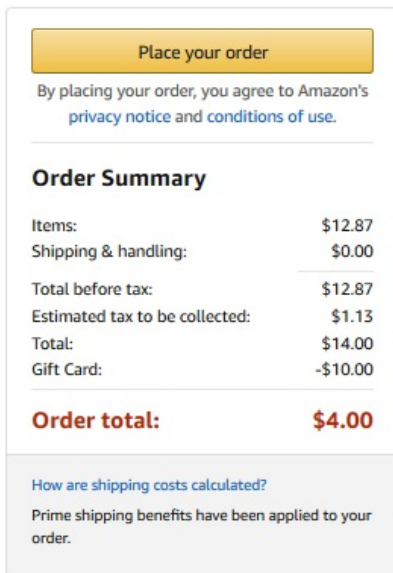 Place your order
By placing your order, you agree to Amazon's
privacy notice and conditions of use.
Order Summary
Items: $12.87
Shipping & handling: $0.00
Total before tax: $12.87
Estimated tax to be collected: $1.13
Total: $14.00
Gift Card: -$10.00
Order total: $4.00
How are shipping costs calculated?
Prime shipping benefits have been applied to your
order.